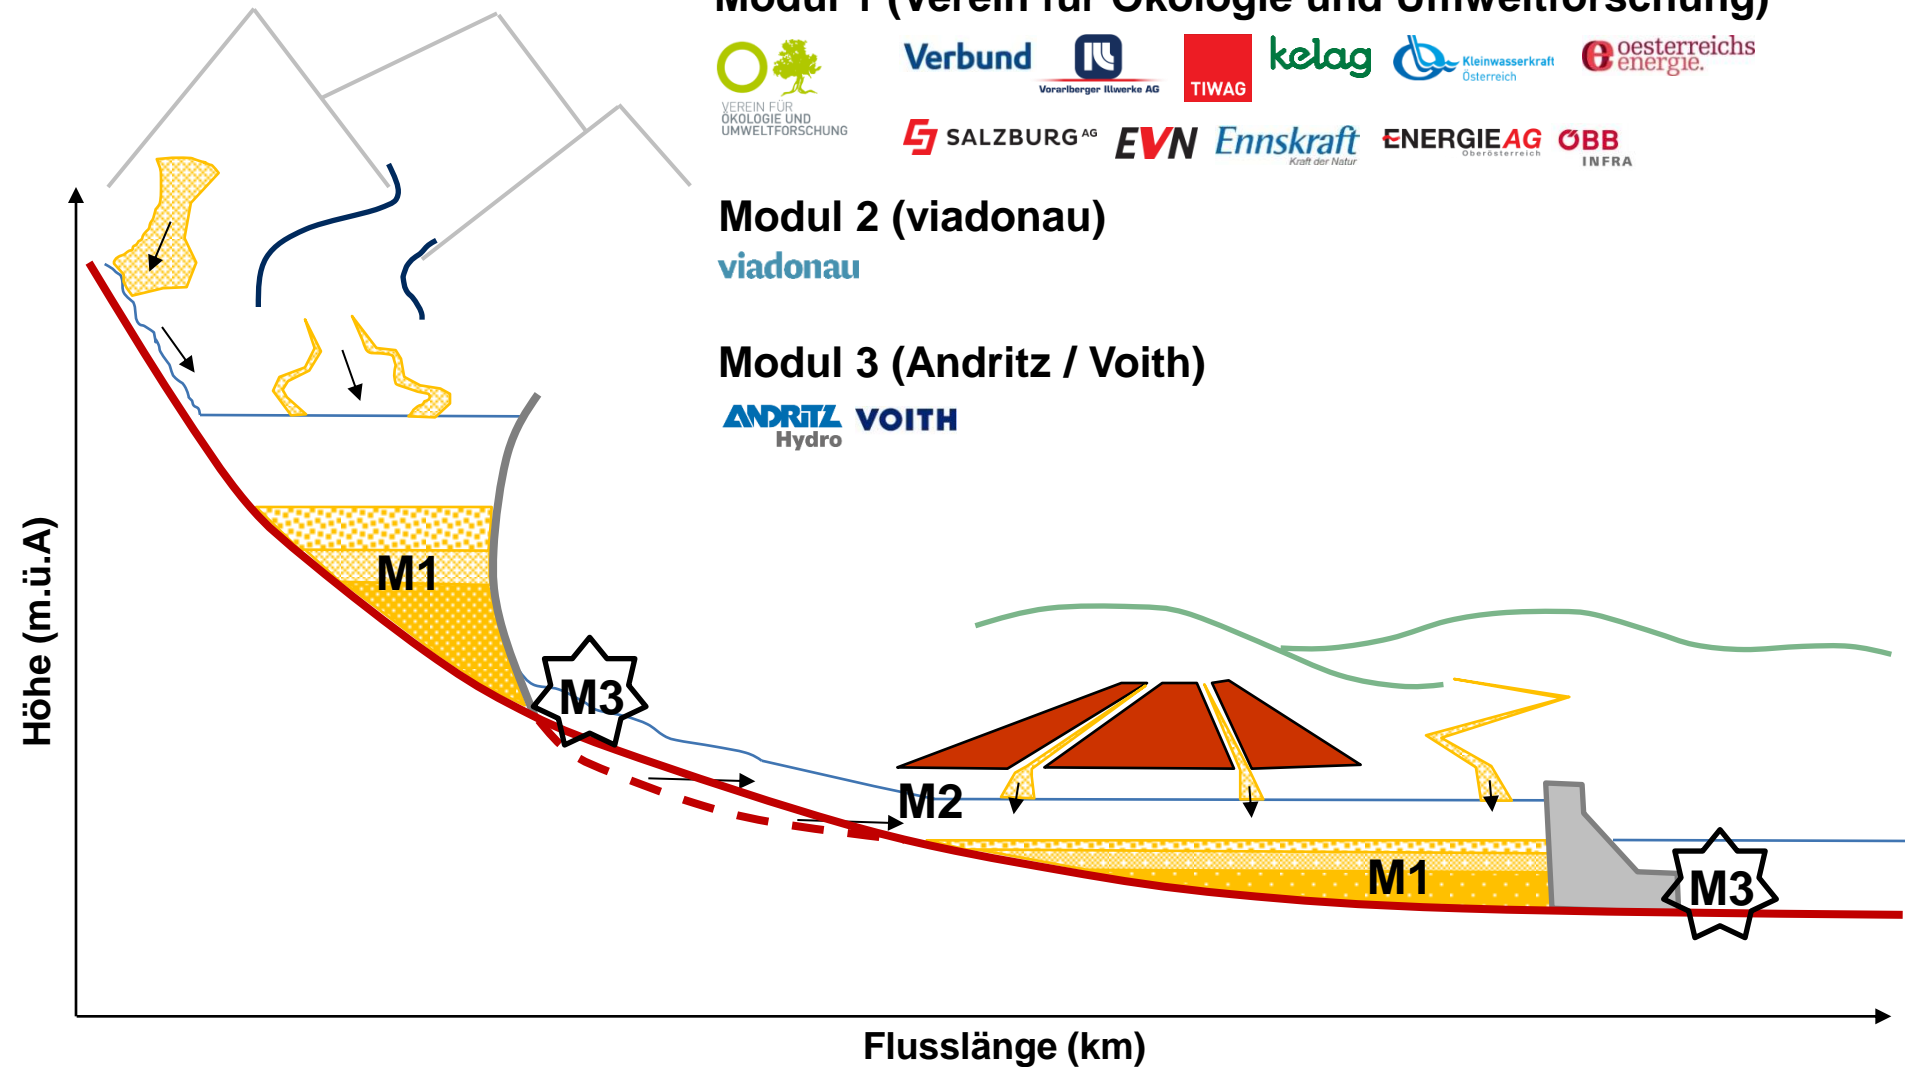 Modul 1 (Verein für Ökologie und Umweltforschung)
VEREIN FÜR
ÖKOLOGIE UND
UMWELTFORSCHUNG
Verbund
Vorarlberger Illwerke AG
TIWAG
kelag
Kleinwasserkraft
Österreich
oesterreichs
energie.
SALZBURG AG
EVN
Ennskraft
Kraft der Natur
ENERGIE AG
Oberösterreich
ÖBB
INFRA
Modul 2 (viadonau)
viadonau
Modul 3 (Andritz / Voith)
ANDRITZ
Hydro
VOITH
Höhe (m.ü.A)
M1
M3
M2
M1
M3
Flusslänge (km)